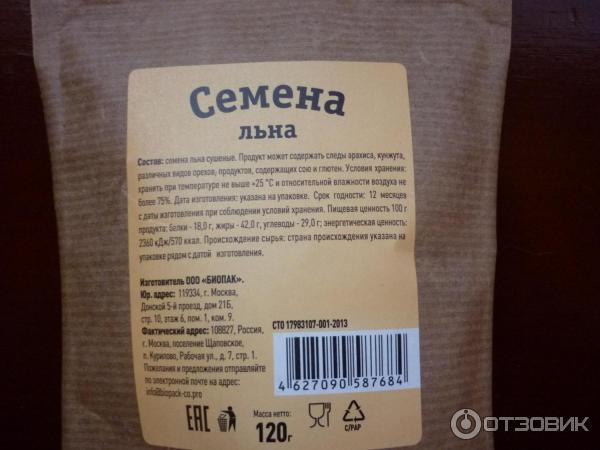 Семена
льна
Состав: семена льна сушеные. Продукт может содержать следы арахиса, кунжута,
различных видов орехов, продуктов, содержащих сою и глютен. Условия хранения:
хранить при температуре не выше +25 °С и относительной влажности воздуха не
более 75%. Дата изготовления: указана на упаковке. Срок годности: 12 месяцев
с даты изготовления при соблюдении условий хранения. Пищевая ценность 100 г
продукта: белки - 18,0 г, жиры - 42,0 г, углеводы - 29,0 г; энергетическая ценность:
2360 кДж/570 ккал. Происхождение сырья: страна происхождения указана на
упаковке рядом с датой изготовления.
Изготовитель ООО «БИОПАК».
Юр. адрес: 119334, г. Москва,
Донской 5-й проезд, дом 21Б,
стр. 10, этаж 6, пом. 1, ком. 9.
Фактический адрес: 108827, Россия,
г. Москва, поселение Щаповское,
п. Курилово, Рабочая ул., д. 7, стр. 1.
Пожелания и предложения отправляйте
по электронной почте на адрес:
info@biopack-co.pro
СТО 17983107-001-2013
4 627090 587684
ЕАС
Масса нетто:
120г
C/PAP
ОТЗОВИК